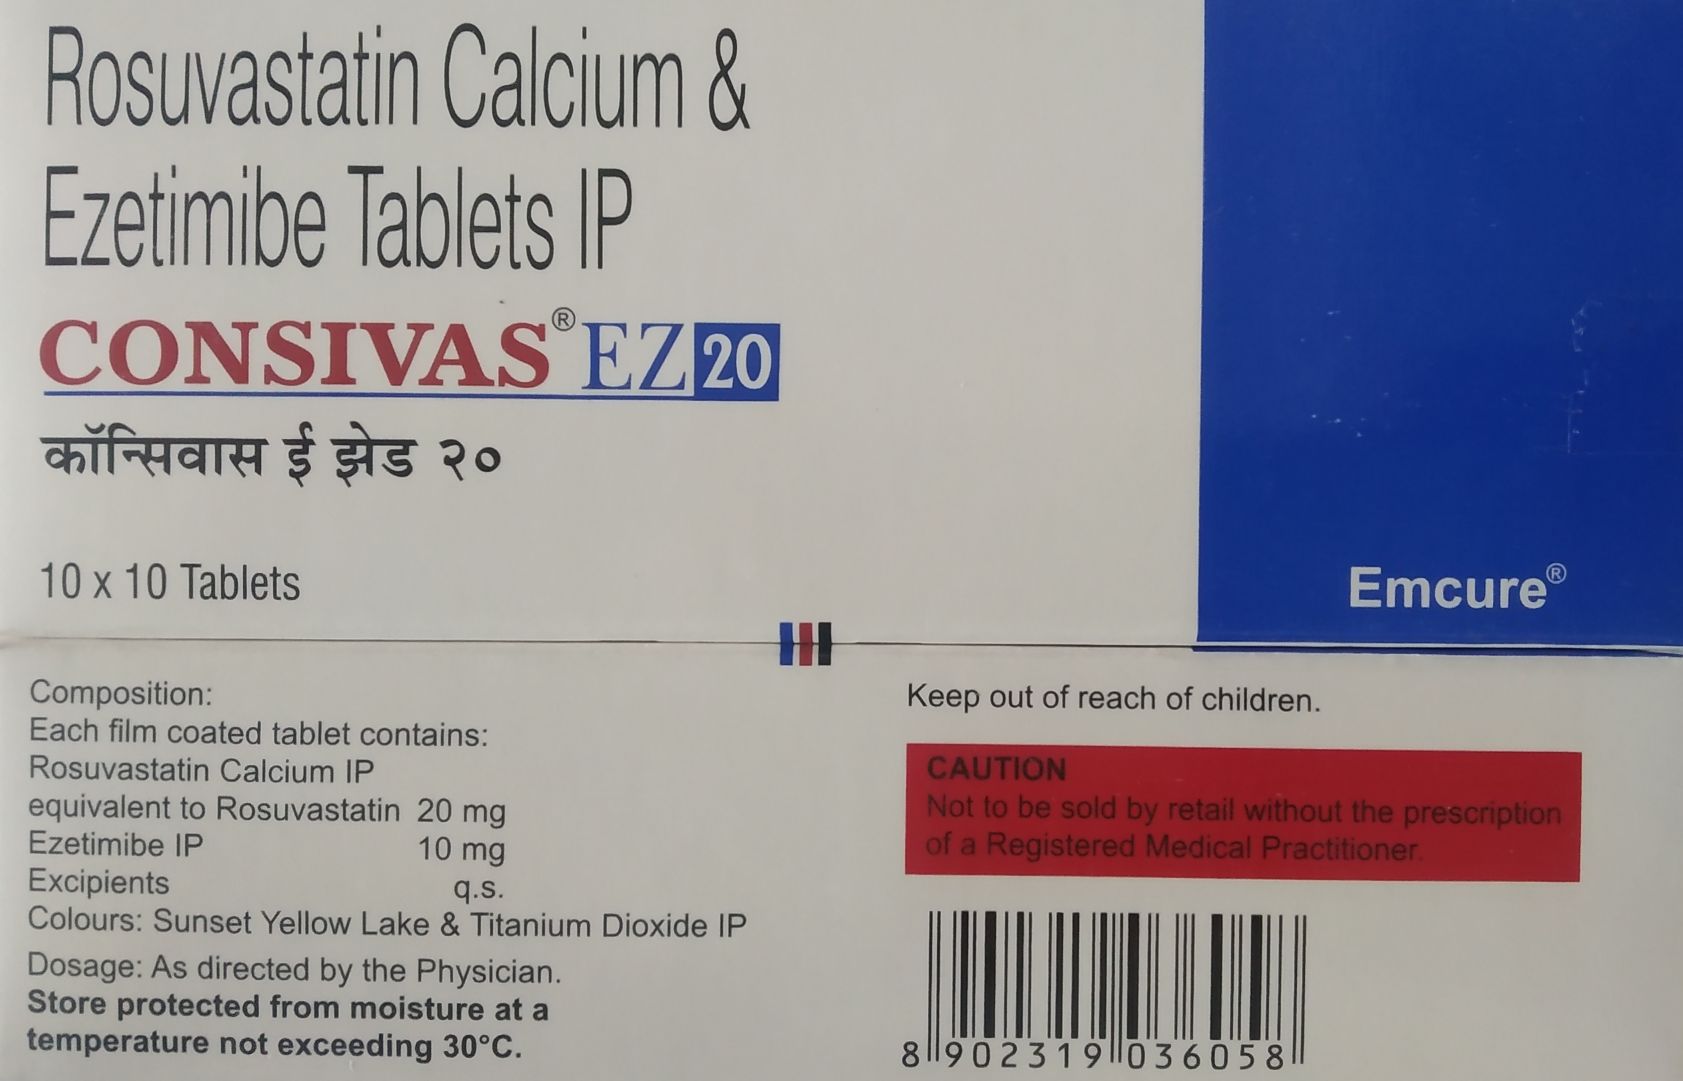 Rosuvastatin Calcium &
Ezetimibe Tablets IP
CONSIVAS® EZ 20
कॉन्सिवास ई झेड २०
10 x 10 Tablets
Emcure®
Composition:
Each film coated tablet contains:
Rosuvastatin Calcium IP
equivalent to Rosuvastatin 20 mg
Ezetimibe IP 10 mg
Excipients q.s.
Colours: Sunset Yellow Lake & Titanium Dioxide IP
Dosage: As directed by the Physician.
Store protected from moisture at a
temperature not exceeding 30°C.
Keep out of reach of children.
CAUTION
Not to be sold by retail without the prescription
of a Registered Medical Practitioner.
8 902319 036058